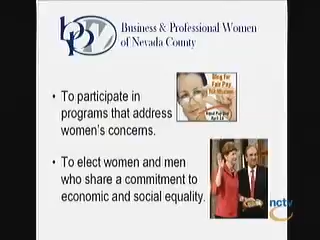 bpw
Business & Professional Women
of Nevada County
• To participate in
programs that address
women's concerns.
Blog for
Fair Pay
• To elect women and men
who share a commitment to
economic and social equality.
nctv